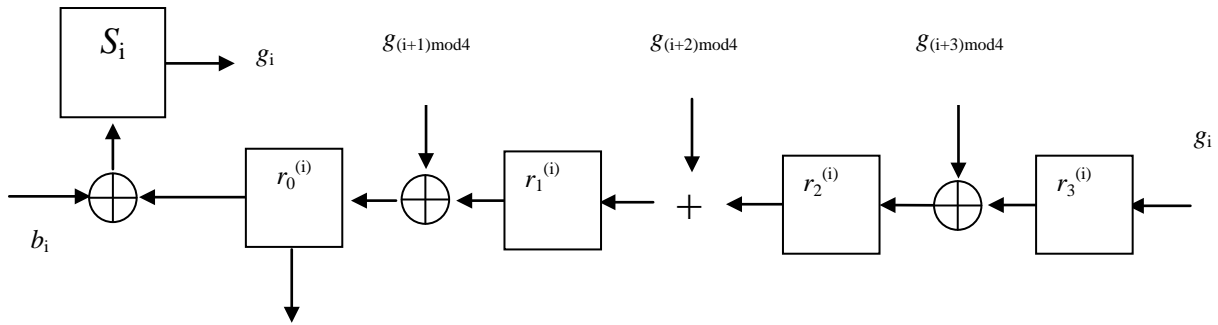 S_i
g_i
g_(i+1)mod4
g_(i+2)mod4
g_(i+3)mod4
g_i
r_0^(i)
r_1^(i)
+
r_2^(i)
r_3^(i)
b_i